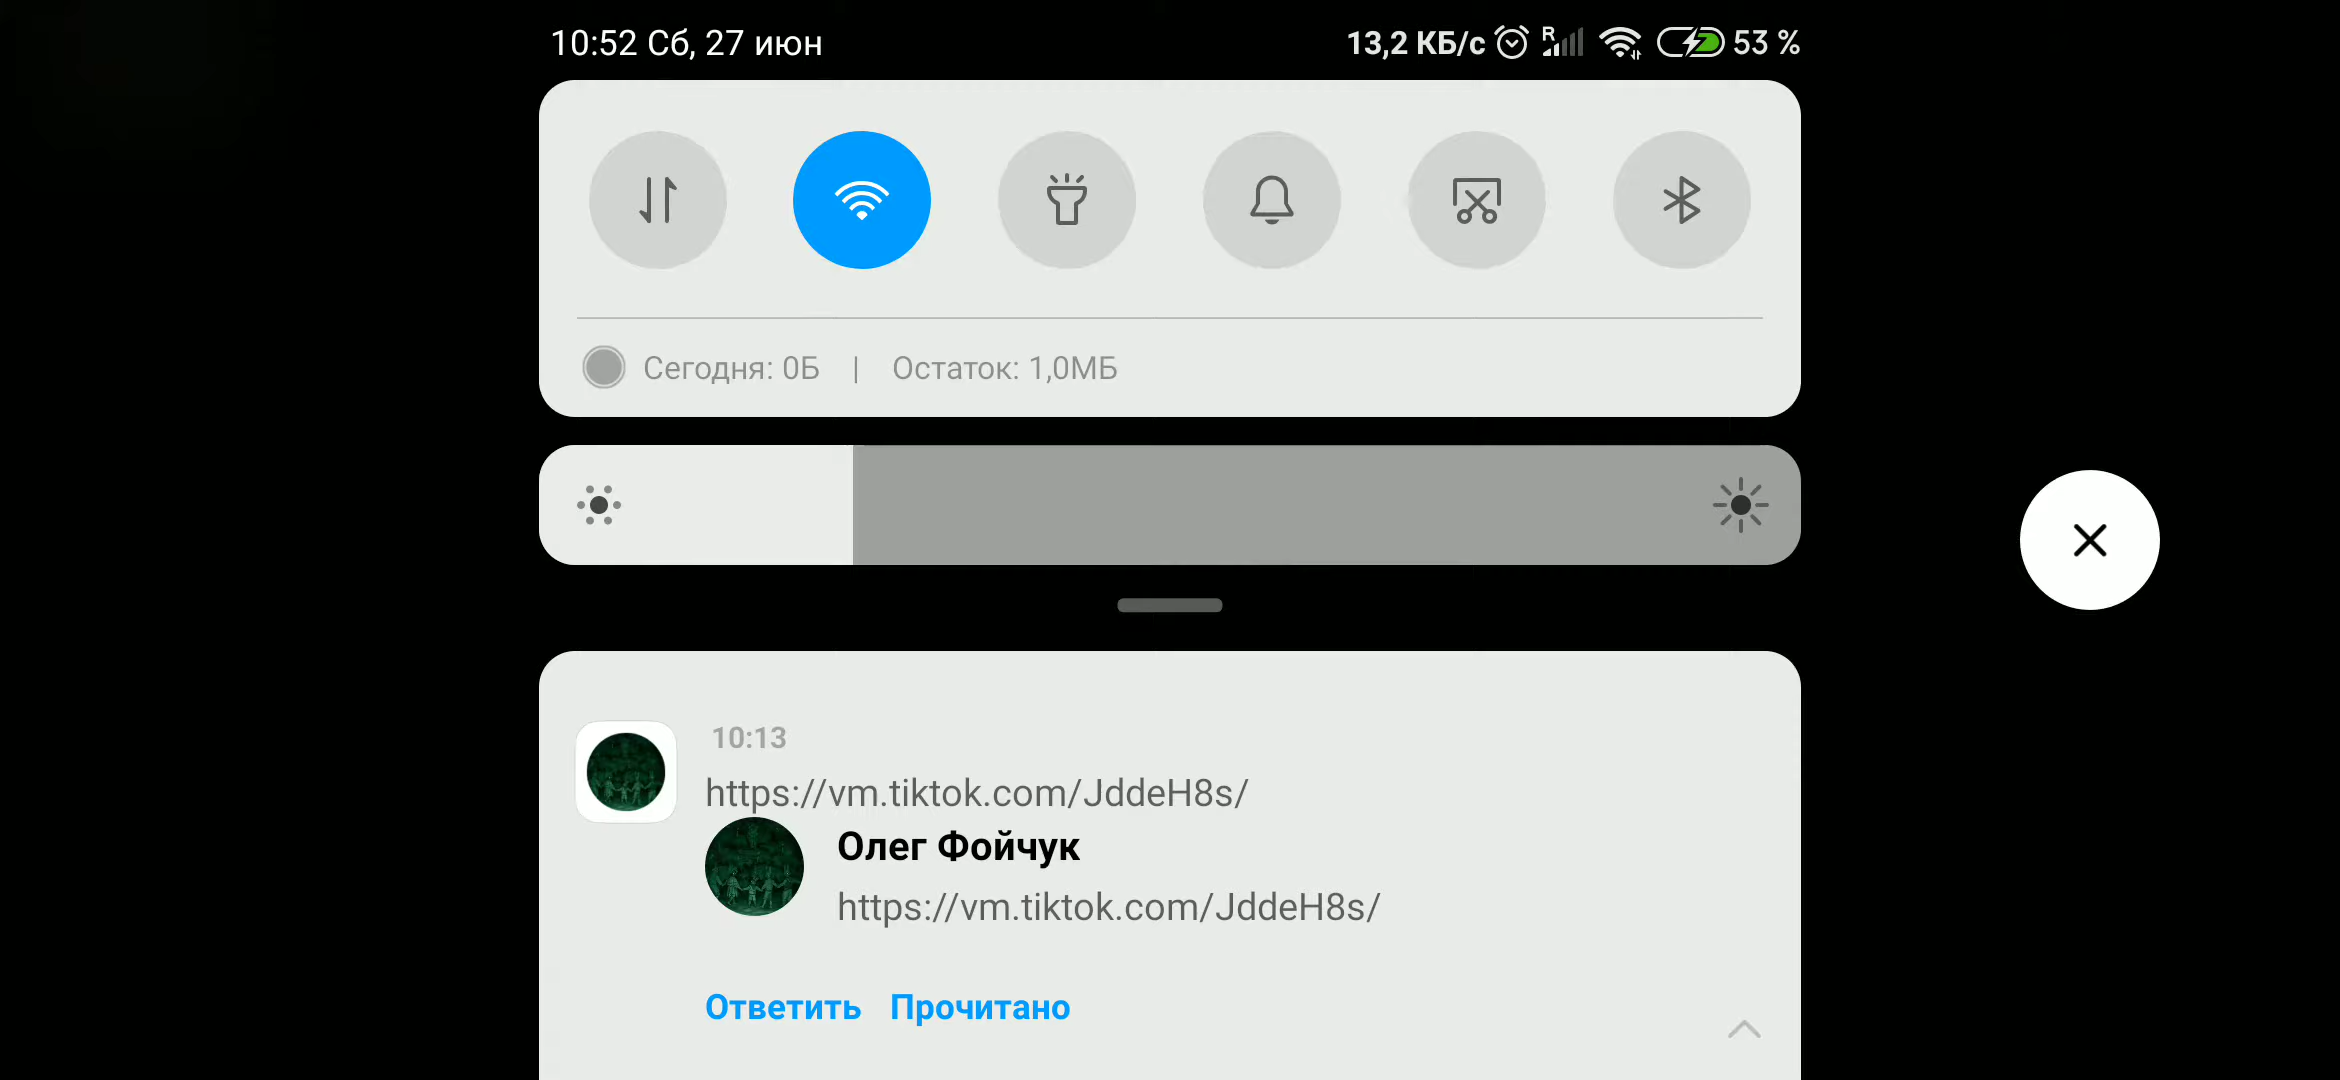 10:52 Сб, 27 июн
13,2 КБ/с R 53 %
Сегодня: 0Б | Остаток: 1,0МБ
10:13
https://vm.tiktok.com/JddeH8s/
Олег Фойчук
https://vm.tiktok.com/JddeH8s/
Ответить Прочитано